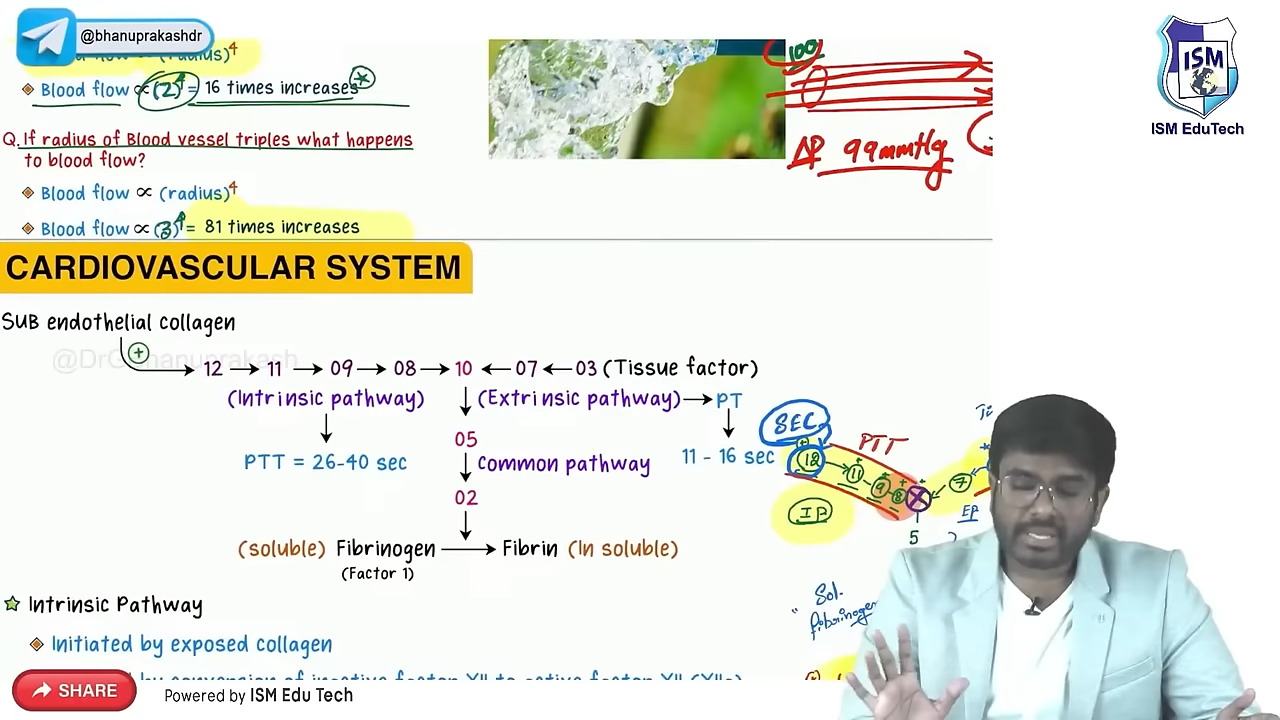 @bhanuprakashdr
Blood flow ∝ (2)⁴ = 16 times increases
Q. If radius of Blood vessel triples what happens
to blood flow?
Blood flow ∝ (radius)⁴
Blood flow ∝ (3)⁴ = 81 times increases
100
ΔP 99mmHg
ISM
ISM EduTech
CARDIOVASCULAR SYSTEM
SUB endothelial collagen
+
12 → 11 → 09 → 08 → 10 ← 07 ← 03 (Tissue factor)
(Intrinsic pathway) (Extrinsic pathway) → PT
05
PTT = 26-40 sec Common pathway 11 - 16 sec
02
(soluble) Fibrinogen → Fibrin (In soluble)
(Factor 1)
SEC
PTT
12 11 9 8 X 7
IP EP
5
Sol.
fibrinogen
Intrinsic Pathway
Initiated by exposed collagen
SHARE
Powered by ISM Edu Tech